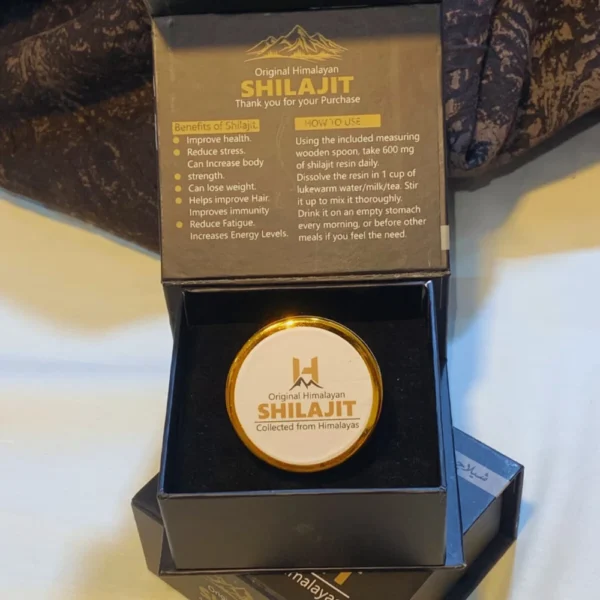 Original Himalayan
SHILAJIT
Thank you for your Purchase
Benefits of Shilajit
Improve health.
Reduce stress.
Can Increase body
strength.
Can lose weight.
Helps improve Hair
Improves immunity
Reduce Fatigue.
Increases Energy Levels.
HOW TO USE
Using the included measuring
wooden spoon, take 600 mg
of shilajit resin daily.
Dissolve the resin in 1 cup of
lukewarm water/milk/tea. Stir
it up to mix it thoroughly.
Drink it on an empty stomach
every morning, or before other
meals if you feel the need.
H
Original Himalayan
SHILAJIT
Collected from Himalayas